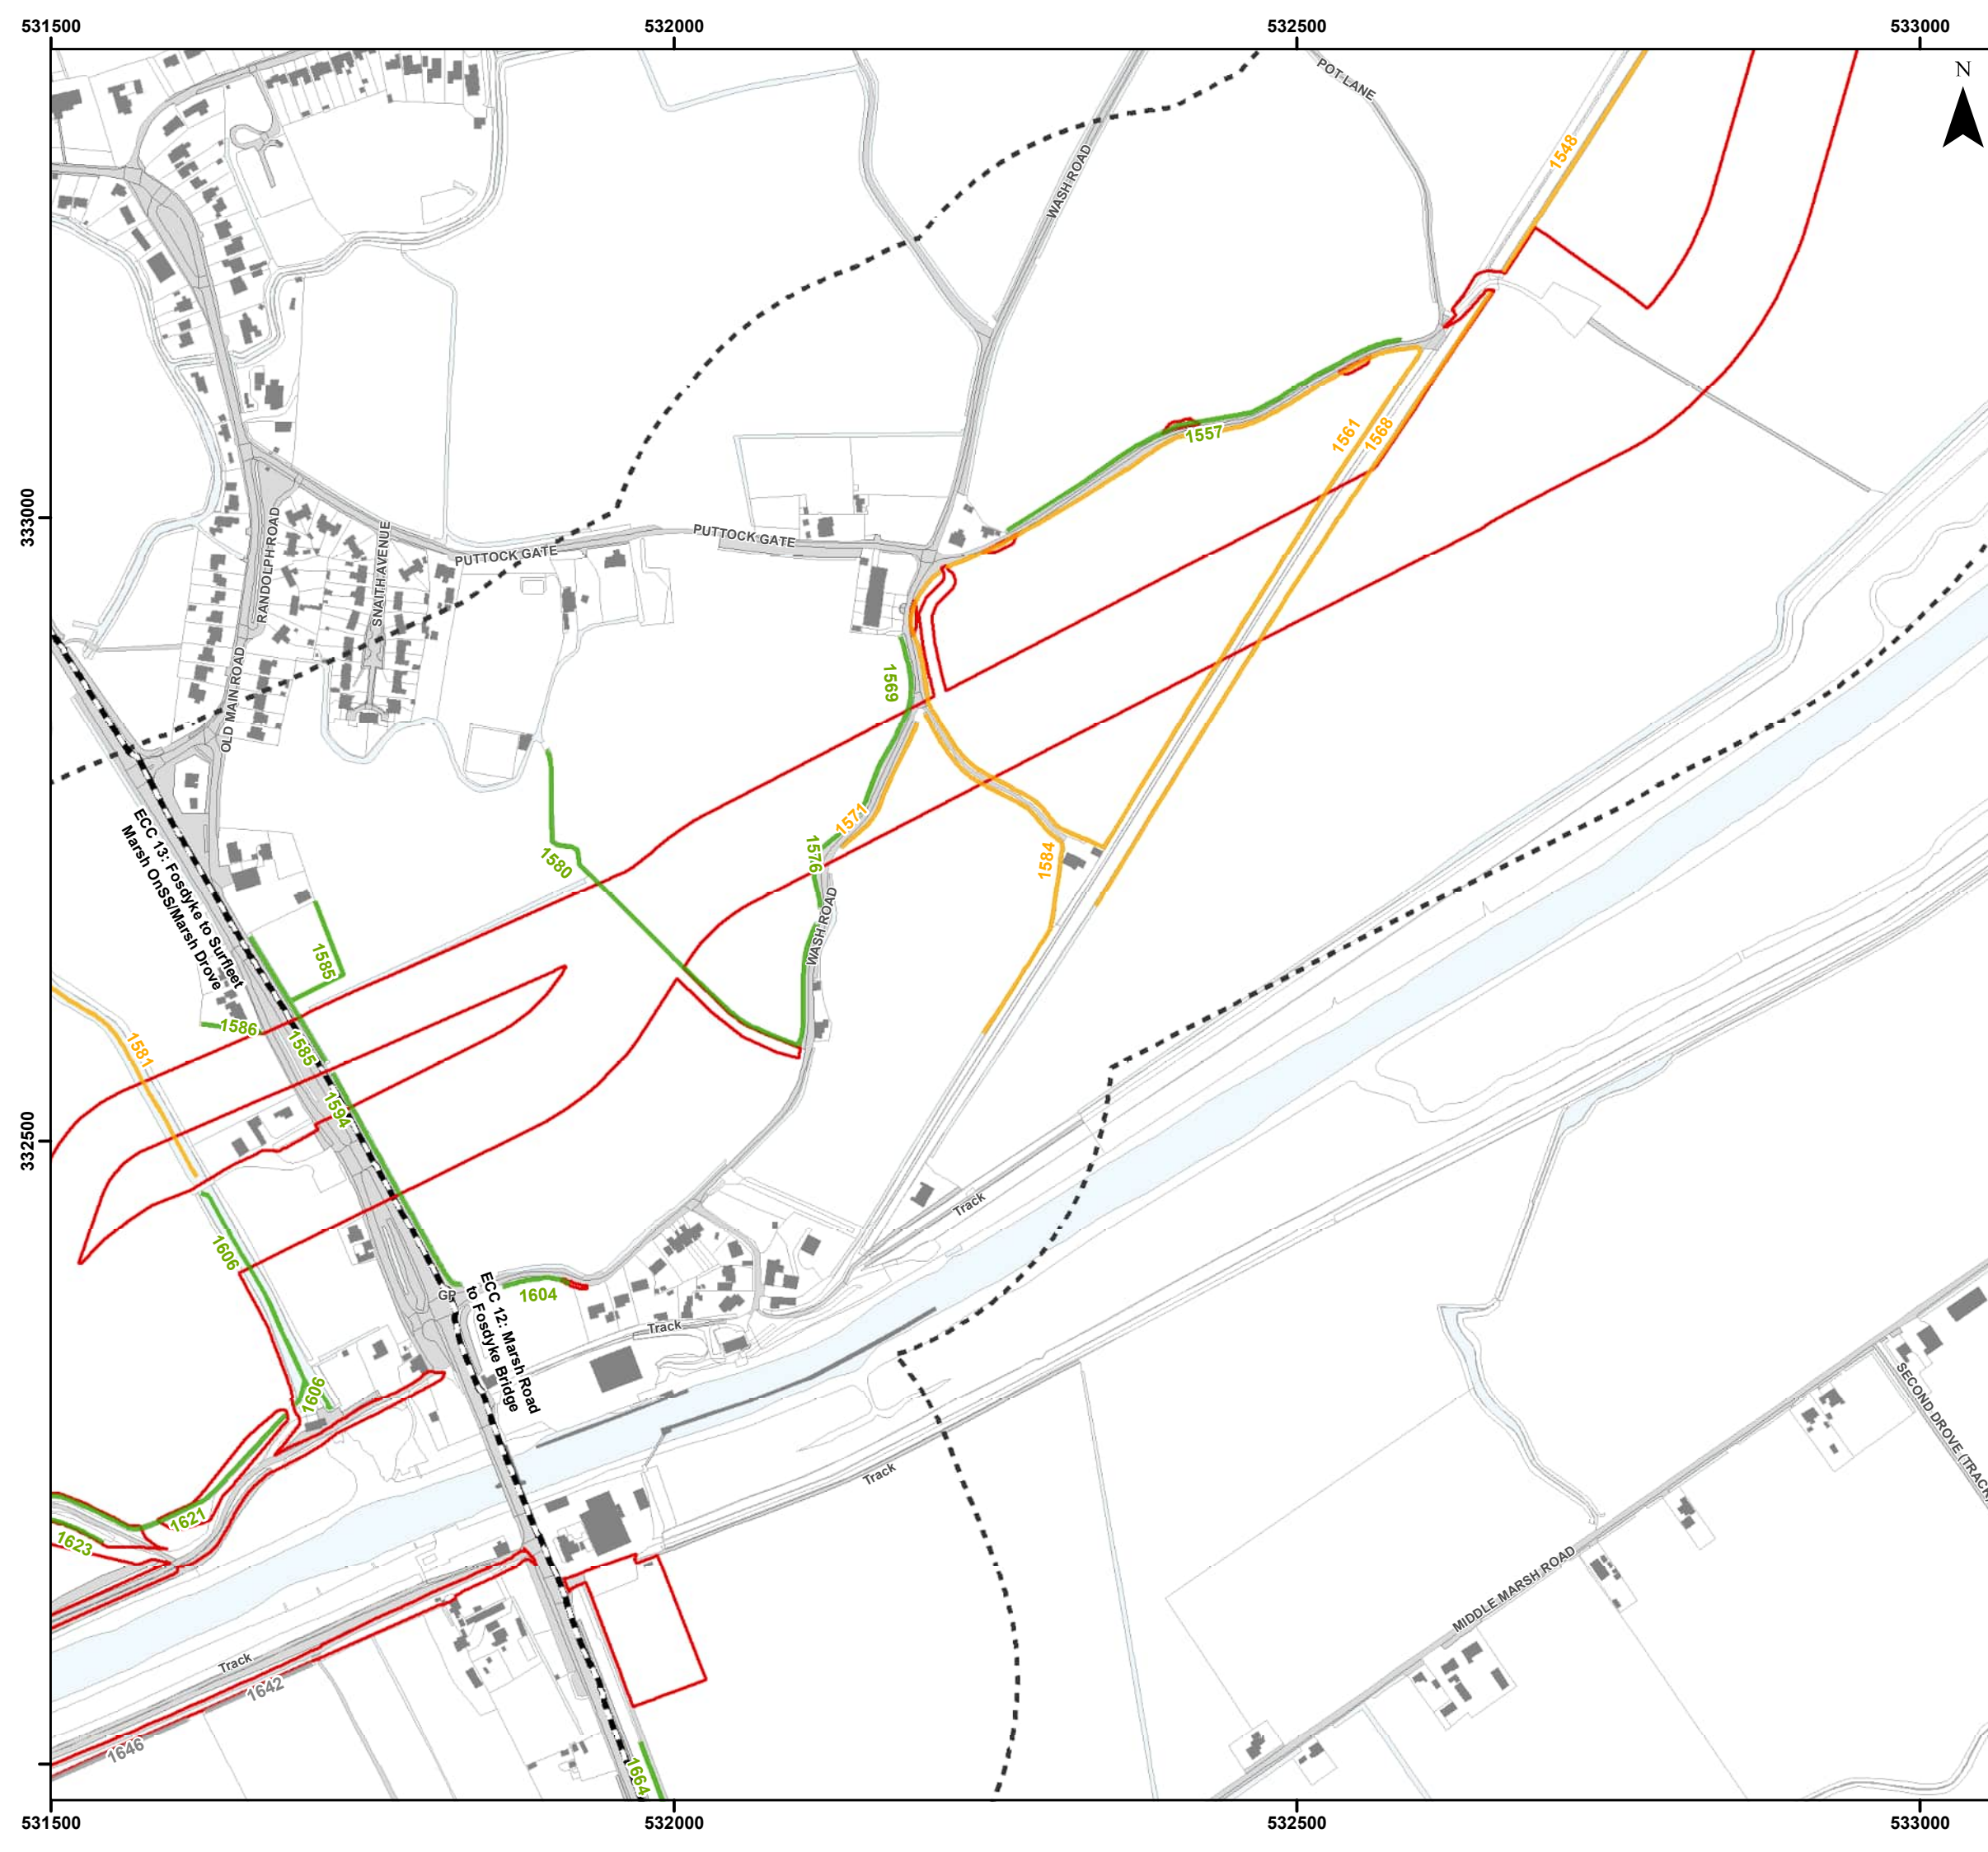 531500
532000
532500
533000
N
POT LANE
WASH ROAD
1548
1557
1561
1568
333000
RANDOLPH ROAD
SNAITH AVENUE
PUTTOCK GATE
PUTTOCK GATE
OLD MAIN ROAD
1569
1571
1576
1580
1584
WASH ROAD
ECC 13: Fosdyke to Surfleet
Marsh OnSS/Marsh Drove
1585
1586
1585
1581
1594
332500
1606
GP
1604
ECC 12: Marsh Road
to Fosdyke Bridge
Track
Track
1606
1621
1623
Track
SECOND DROVE (TRACK
MIDDLE MARSH ROAD
Track
1642
1646
1664
531500
532000
532500
533000